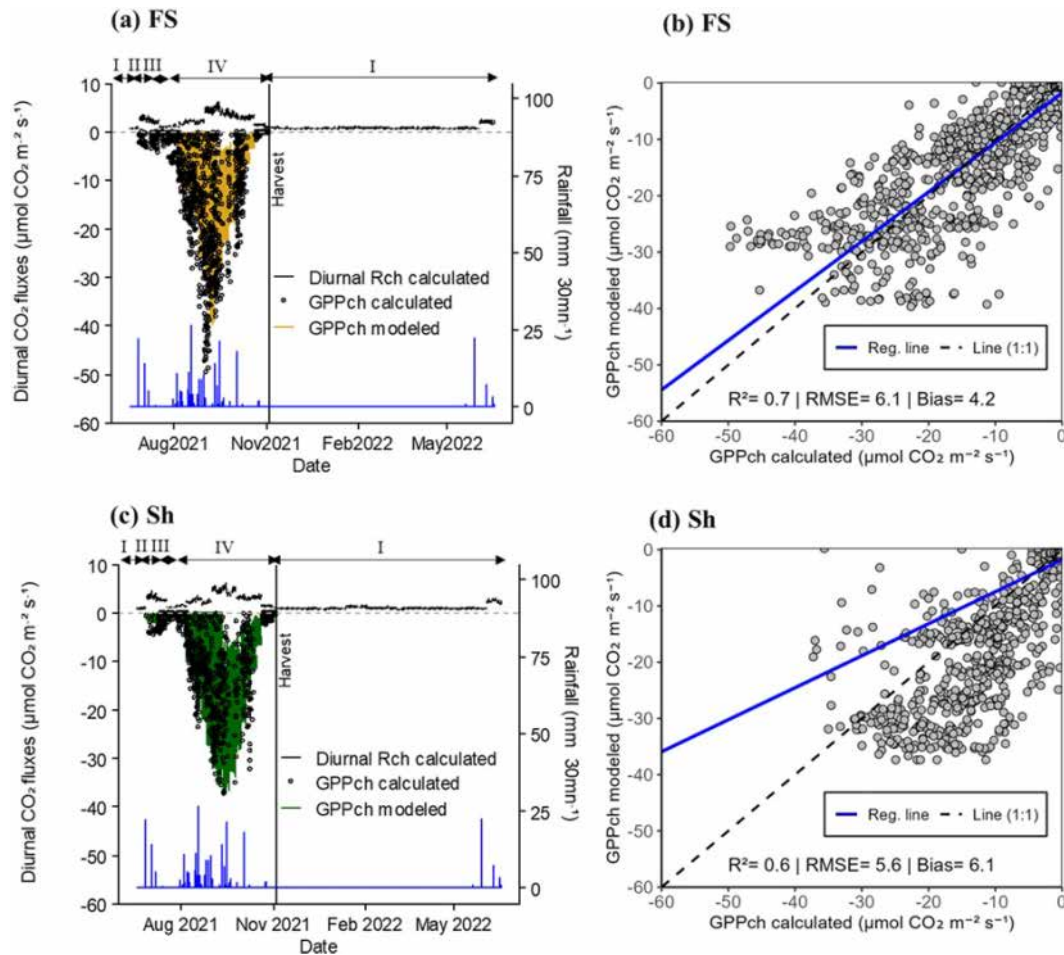 (a) FS
I II III IV I
10
0
-10
-20
-30
-40
-50
-60
Diurnal CO₂ fluxes (µmol CO₂ m⁻² s⁻¹)
100
75
50
25
0
Rainfall (mm 30mn⁻¹)
Harvest
Diurnal Rch calculated
GPPch calculated
GPPch modeled
Aug2021 Nov2021 Feb2022 May2022
Date
(b) FS
0
-10
-20
-30
-40
-50
-60
GPPch modeled (µmol CO₂ m⁻² s⁻¹)
Reg. line Line (1:1)
R²= 0.7 | RMSE= 6.1 | Bias= 4.2
-60 -50 -40 -30 -20 -10 0
GPPch calculated (µmol CO₂ m⁻² s⁻¹)
(c) Sh
I II III IV I
10
0
-10
-20
-30
-40
-50
-60
Diurnal CO₂ fluxes (µmol CO₂ m⁻² s⁻¹)
100
75
50
25
0
Rainfall (mm 30mn⁻¹)
Harvest
Diurnal Rch calculated
GPPch calculated
GPPch modeled
Aug 2021 Nov 2021 Feb 2022 May 2022
Date
(d) Sh
0
-10
-20
-30
-40
-50
-60
GPPch modeled (µmol CO₂ m⁻² s⁻¹)
Reg. line Line (1:1)
R²= 0.6 | RMSE= 5.6 | Bias= 6.1
-60 -50 -40 -30 -20 -10 0
GPPch calculated (µmol CO₂ m⁻² s⁻¹)